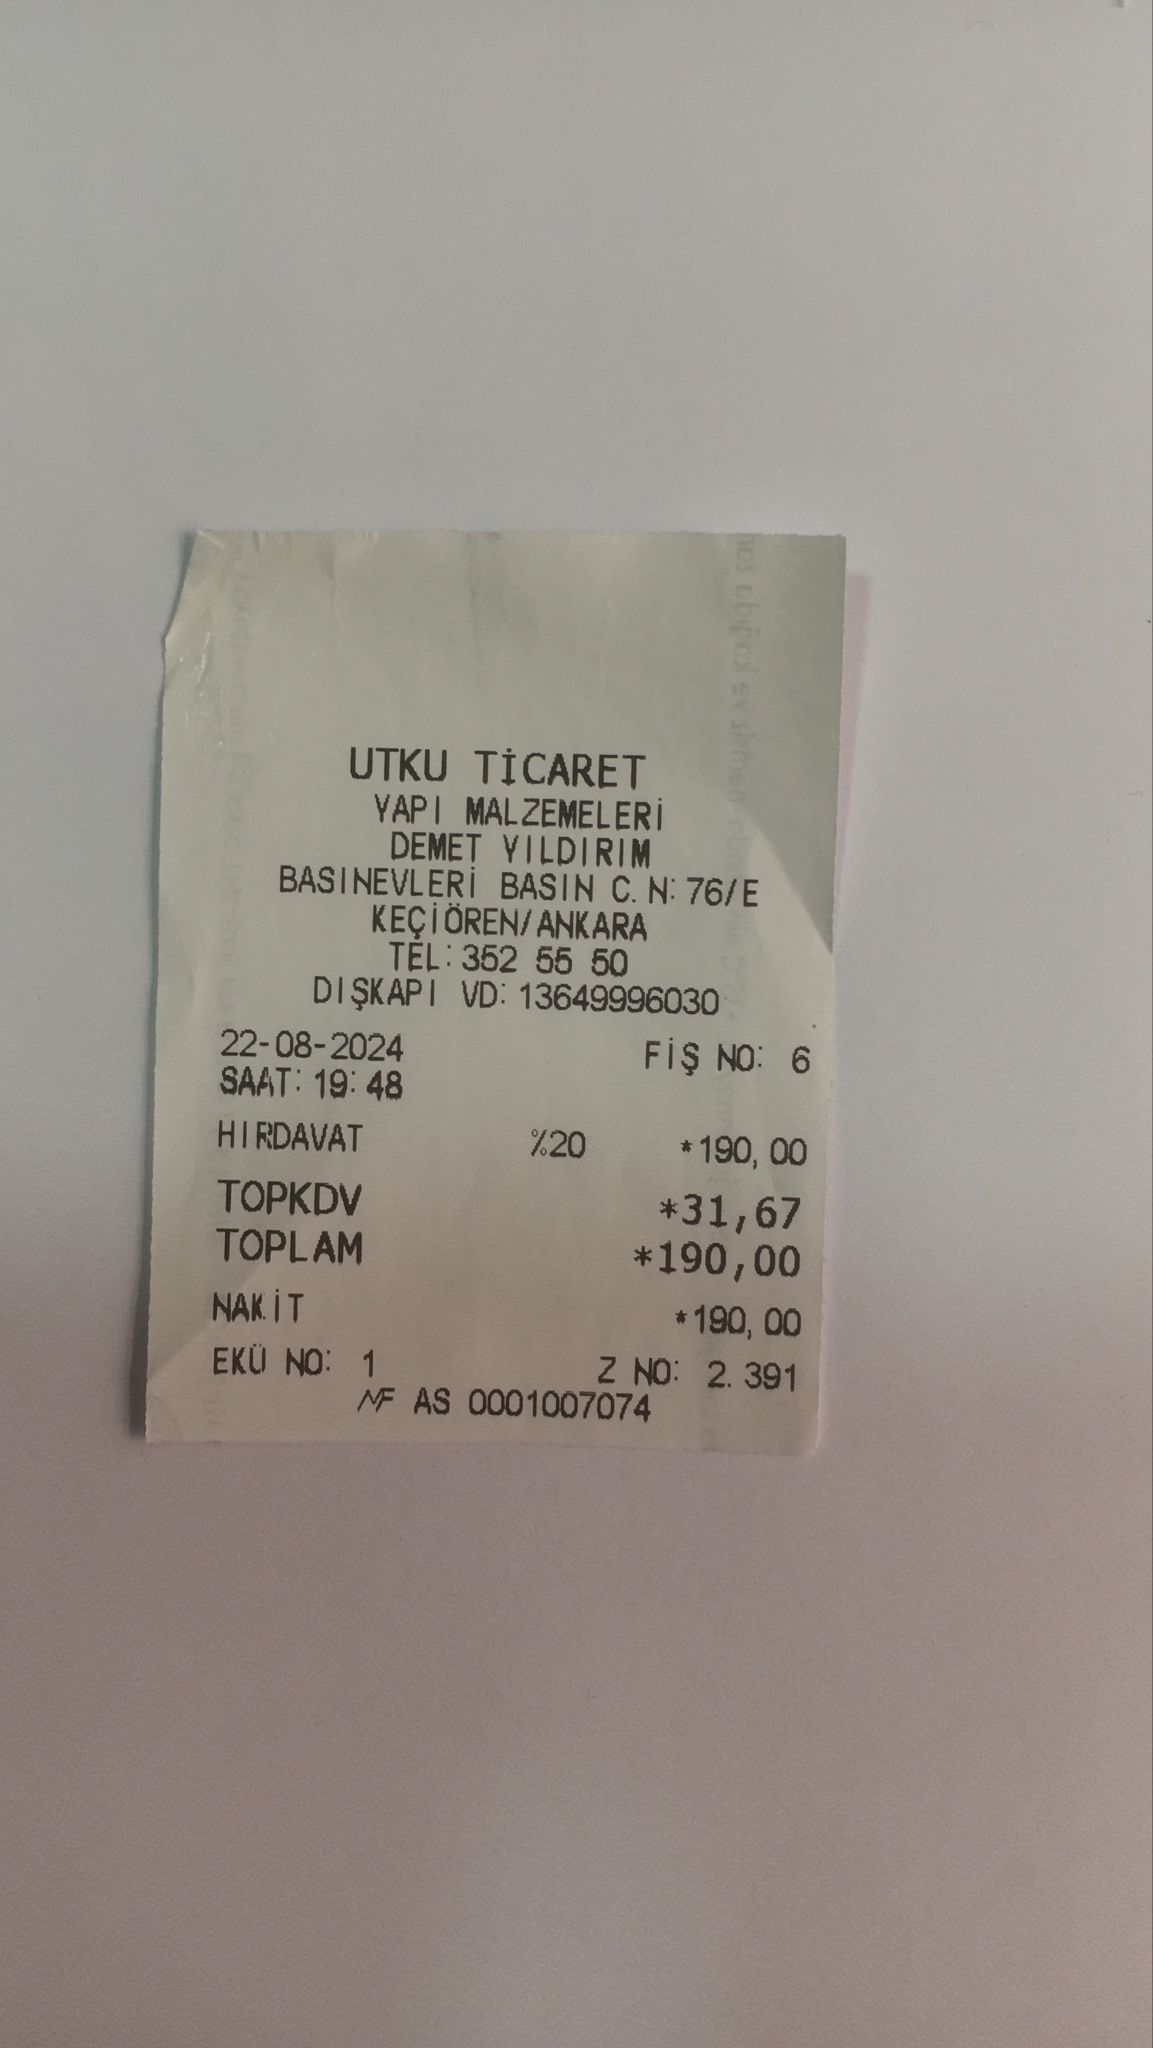 UTKU TİCARET
YAPI MALZEMELERİ
DEMET YILDIRIM
BASINEVLERİ BASIN C. N: 76/E
KEÇİÖREN/ANKARA
TEL: 352 55 50
DIŞKAPI VD: 13649996030
22-08-2024 FİŞ NO: 6
SAAT: 19:48
HIRDAVAT %20 *190,00
TOPKDV *31,67
TOPLAM *190,00
NAKİT *190,00
EKÜ NO: 1 Z NO: 2.391
MF AS 0001007074